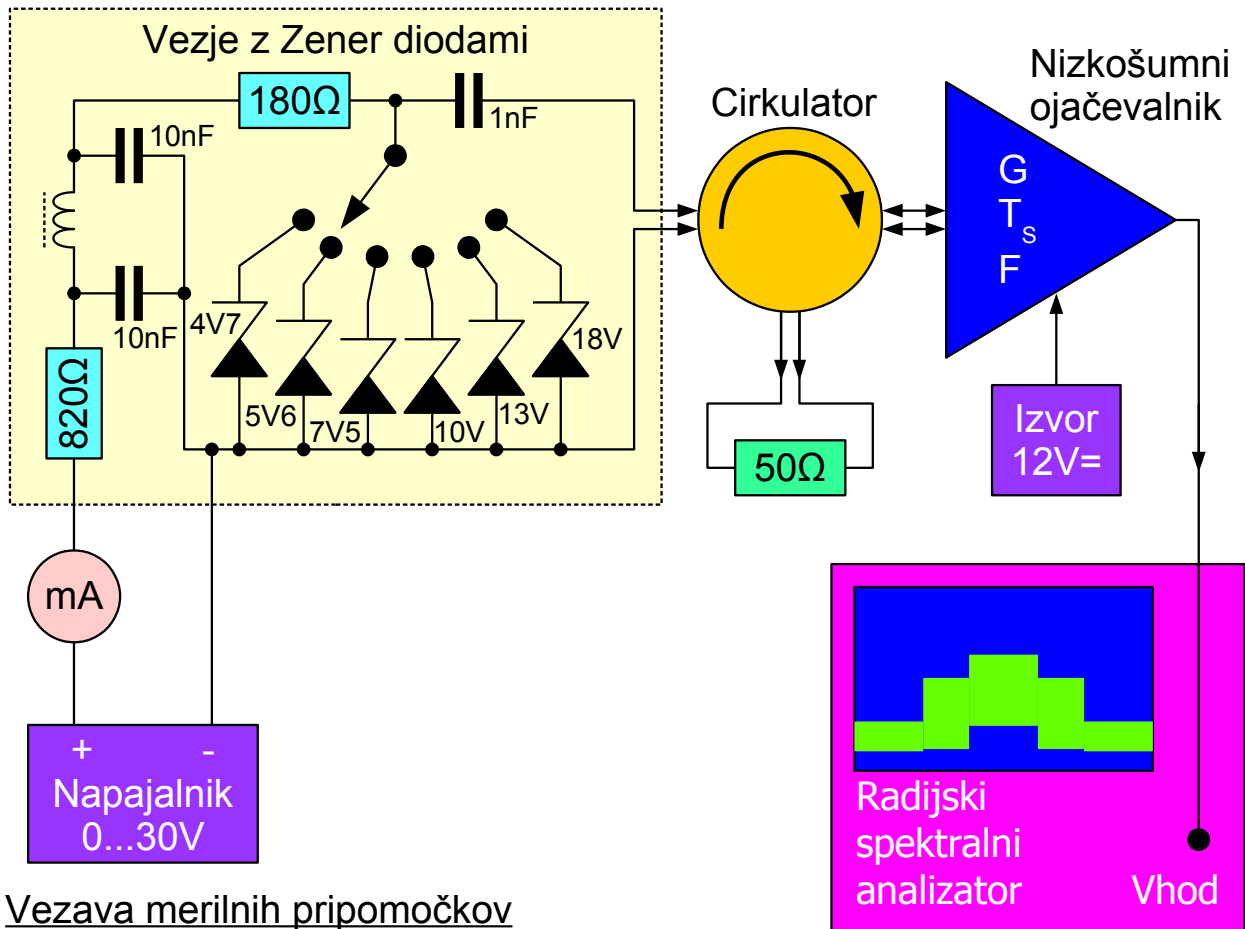 Vezje z Zener diodami
180Ω
1nF
10nF
10nF
820Ω
4V7
5V6
7V5
10V
13V
18V
mA
+ -
Napajalnik
0...30V
Cirkulator
50Ω
Nizkošumni
ojačevalnik
G
T
S
F
Izvor
12V=
Radijski
spektralni
analizator
Vhod
Vezava merilnih pripomočkov